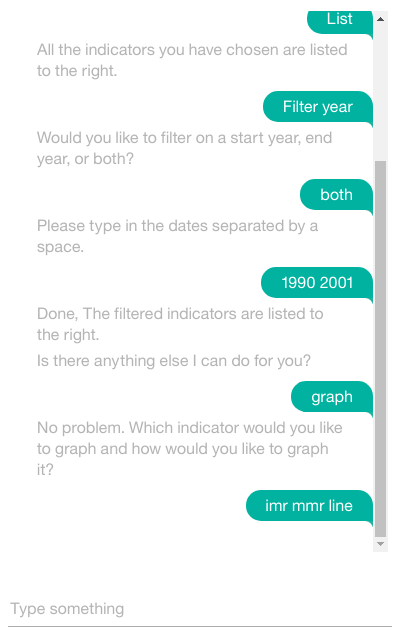 List
All the indicators you have chosen are listed
to the right.
Filter year
Would you like to filter on a start year, end
year, or both?
both
Please type in the dates separated by a
space.
1990 2001
Done, The filtered indicators are listed to
the right.
Is there anything else I can do for you?
graph
No problem. Which indicator would you like
to graph and how would you like to graph
it?
imr mmr line
Type something